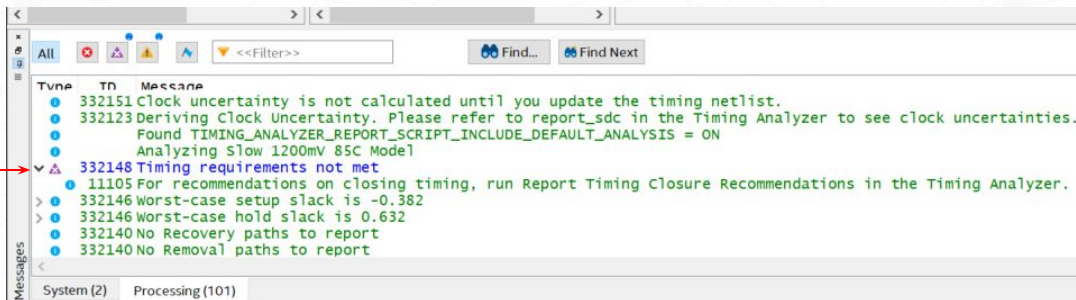 All <<Filter>> Find... Find Next
Type ID Message
332151 Clock uncertainty is not calculated until you update the timing netlist.
332123 Deriving Clock Uncertainty. Please refer to report_sdc in the Timing Analyzer to see clock uncertainties.
Found TIMING_ANALYZER_REPORT_SCRIPT_INCLUDE_DEFAULT_ANALYSIS = ON
Analyzing Slow 1200mV 85C Model
332148 Timing requirements not met
11105 For recommendations on closing timing, run Report Timing Closure Recommendations in the Timing Analyzer.
332146 Worst-case setup slack is -0.382
332146 Worst-case hold slack is 0.632
332140 No Recovery paths to report
332140 No Removal paths to report
Messages
System (2) Processing (101)